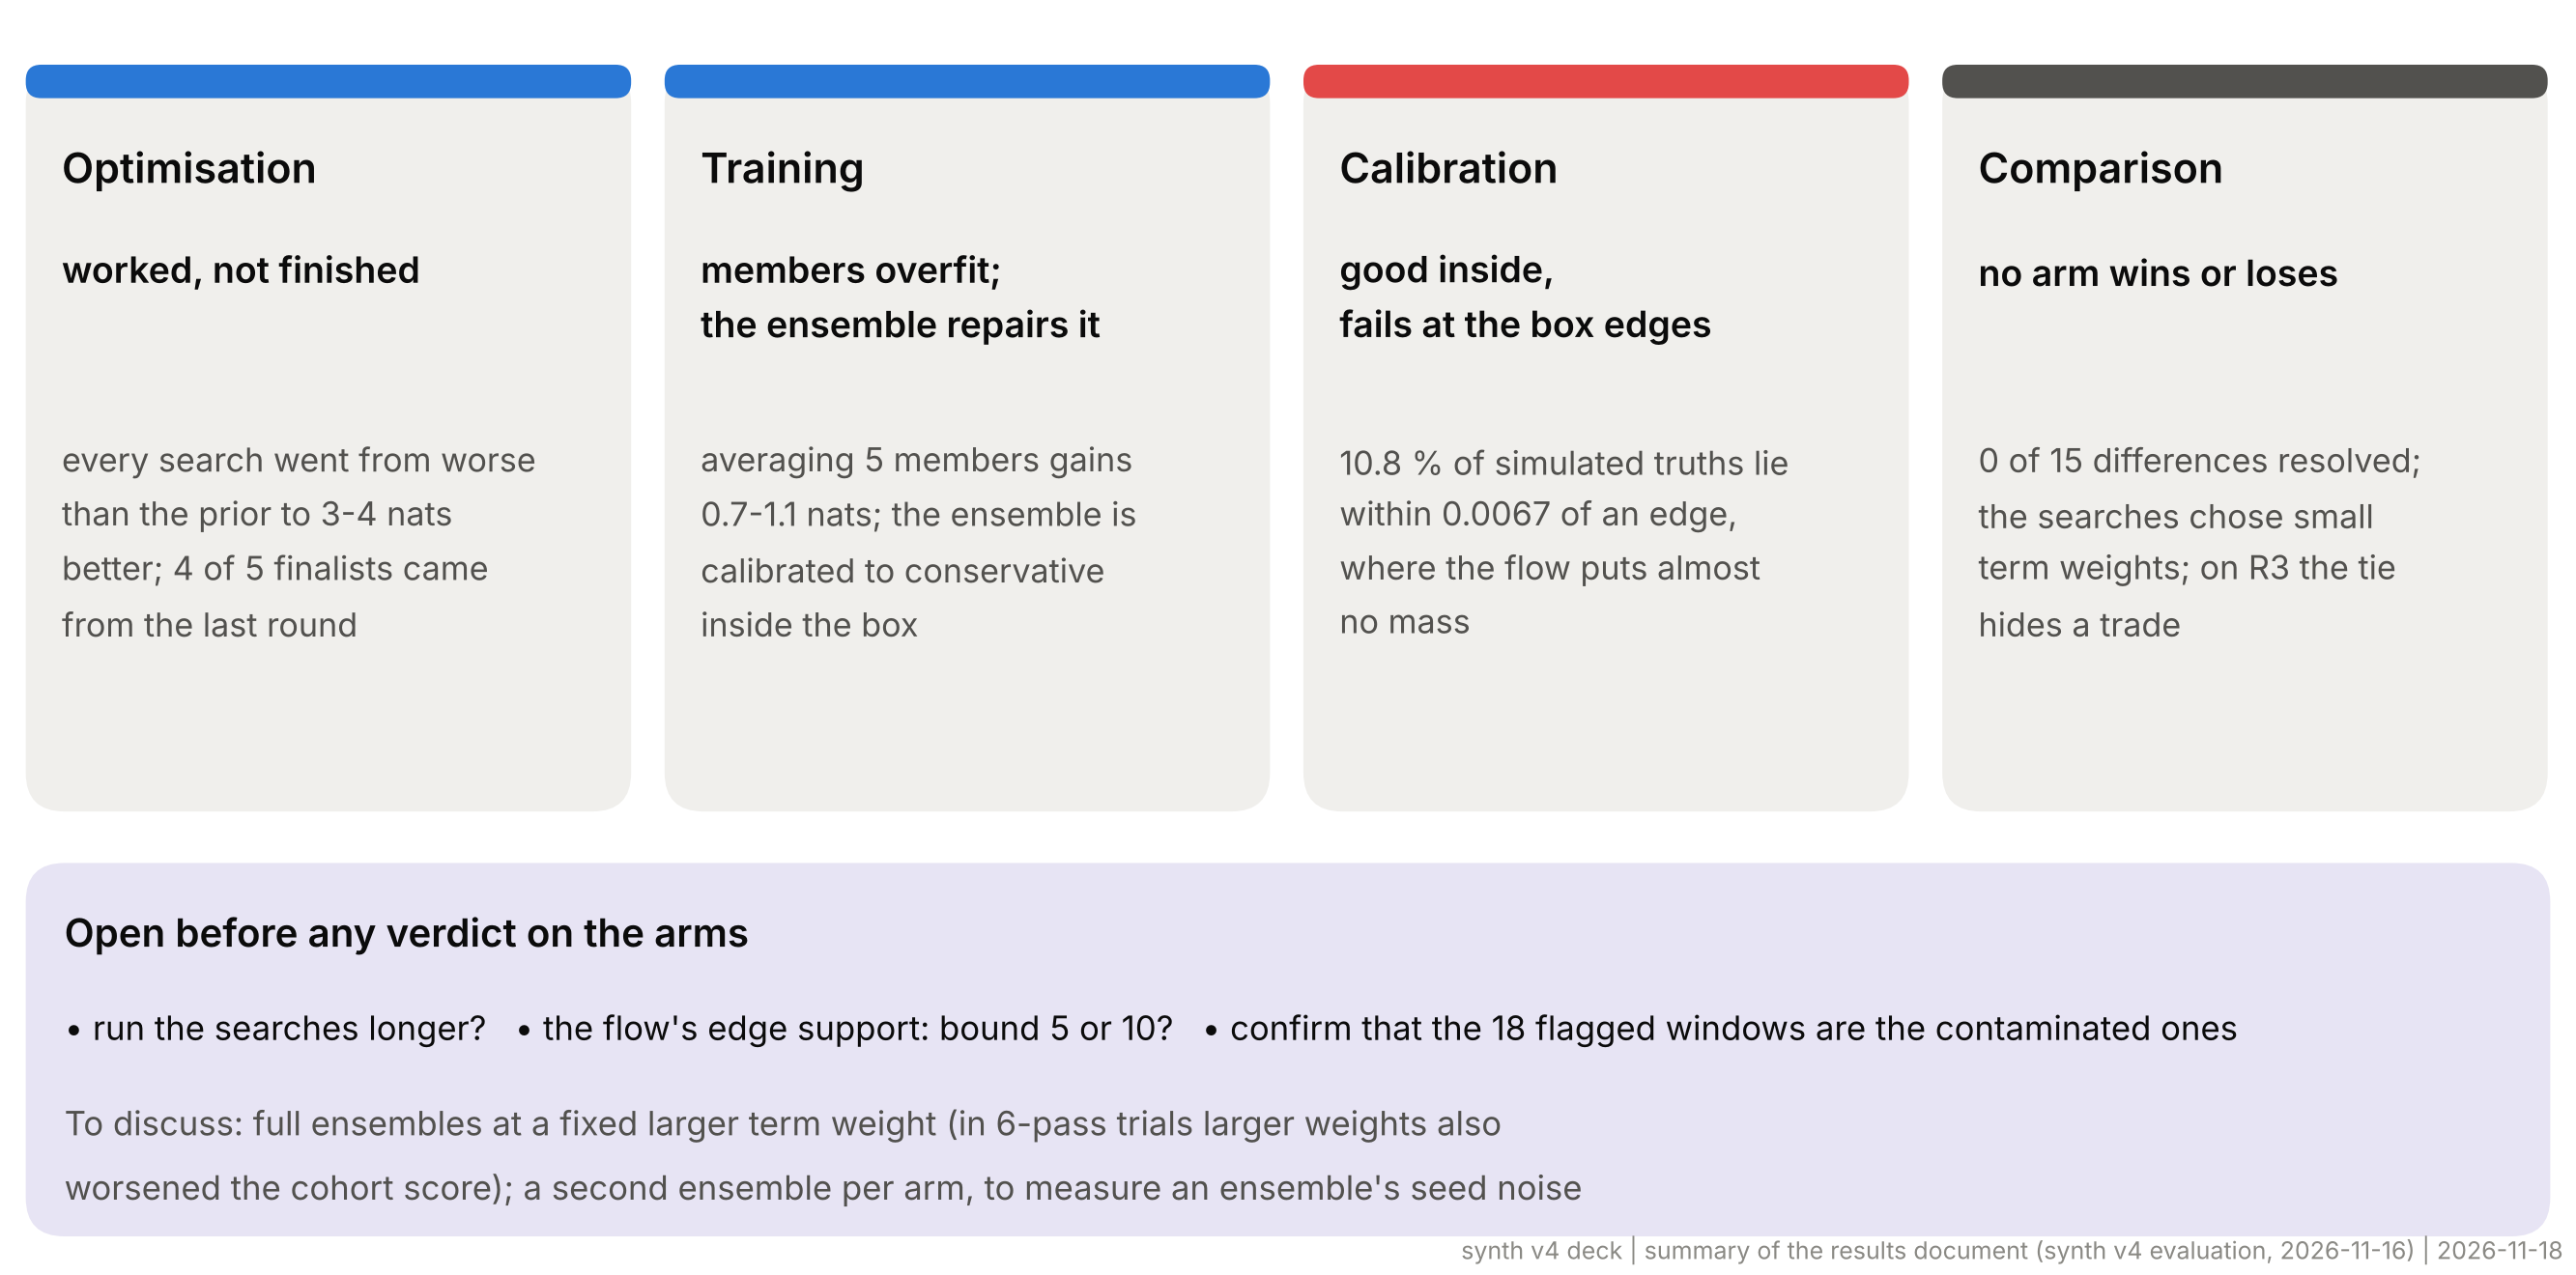 Optimisation
worked, not finished
every search went from worse
than the prior to 3-4 nats
better; 4 of 5 finalists came
from the last round
Training
members overfit;
the ensemble repairs it
averaging 5 members gains
0.7-1.1 nats; the ensemble is
calibrated to conservative
inside the box
Calibration
good inside,
fails at the box edges
10.8 % of simulated truths lie
within 0.0067 of an edge,
where the flow puts almost
no mass
Comparison
no arm wins or loses
0 of 15 differences resolved;
the searches chose small
term weights; on R3 the tie
hides a trade
Open before any verdict on the arms
• run the searches longer? • the flow's edge support: bound 5 or 10? • confirm that the 18 flagged windows are the contaminated ones
To discuss: full ensembles at a fixed larger term weight (in 6-pass trials larger weights also
worsened the cohort score); a second ensemble per arm, to measure an ensemble's seed noise
synth v4 deck | summary of the results document (synth v4 evaluation, 2026-11-16) | 2026-11-18